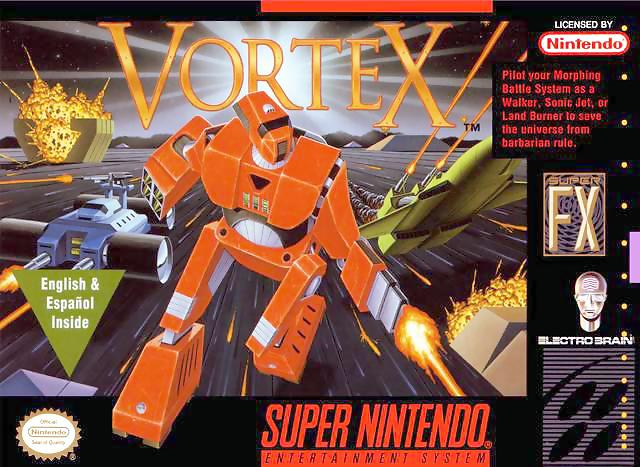 LICENSED BY
Nintendo
VORTEX
TM
Pilot your Morphing
Battle System as a
Walker, Sonic Jet, or
Land Burner to save
the universe from
barbarian rule.
SUPER
FX
English &
Español
Inside
ELECTRO BRAIN
Official
Nintendo
Seal of Quality
SUPER NINTENDO
ENTERTAINMENT SYSTEM